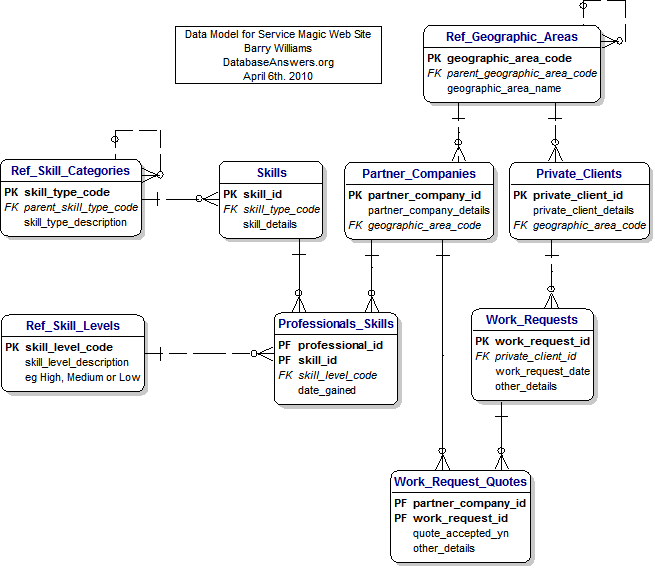 Data Model for Service Magic Web Site
Barry Williams
DatabaseAnswers.org
April 6th. 2010
Ref_Geographic_Areas
PK geographic_area_code
FK parent_geographic_area_code
geographic_area_name
Ref_Skill_Categories
PK skill_type_code
FK parent_skill_type_code
skill_type_description
Skills
PK skill_id
FK skill_type_code
skill_details
Partner_Companies
PK partner_company_id
partner_company_details
FK geographic_area_code
Private_Clients
PK private_client_id
private_client_details
FK geographic_area_code
Ref_Skill_Levels
PK skill_level_code
skill_level_description
eg High, Medium or Low
Professionals_Skills
PF professional_id
PF skill_id
FK skill_level_code
date_gained
Work_Requests
PK work_request_id
FK private_client_id
work_request_date
other_details
Work_Request_Quotes
PF partner_company_id
PF work_request_id
quote_accepted_yn
other_details